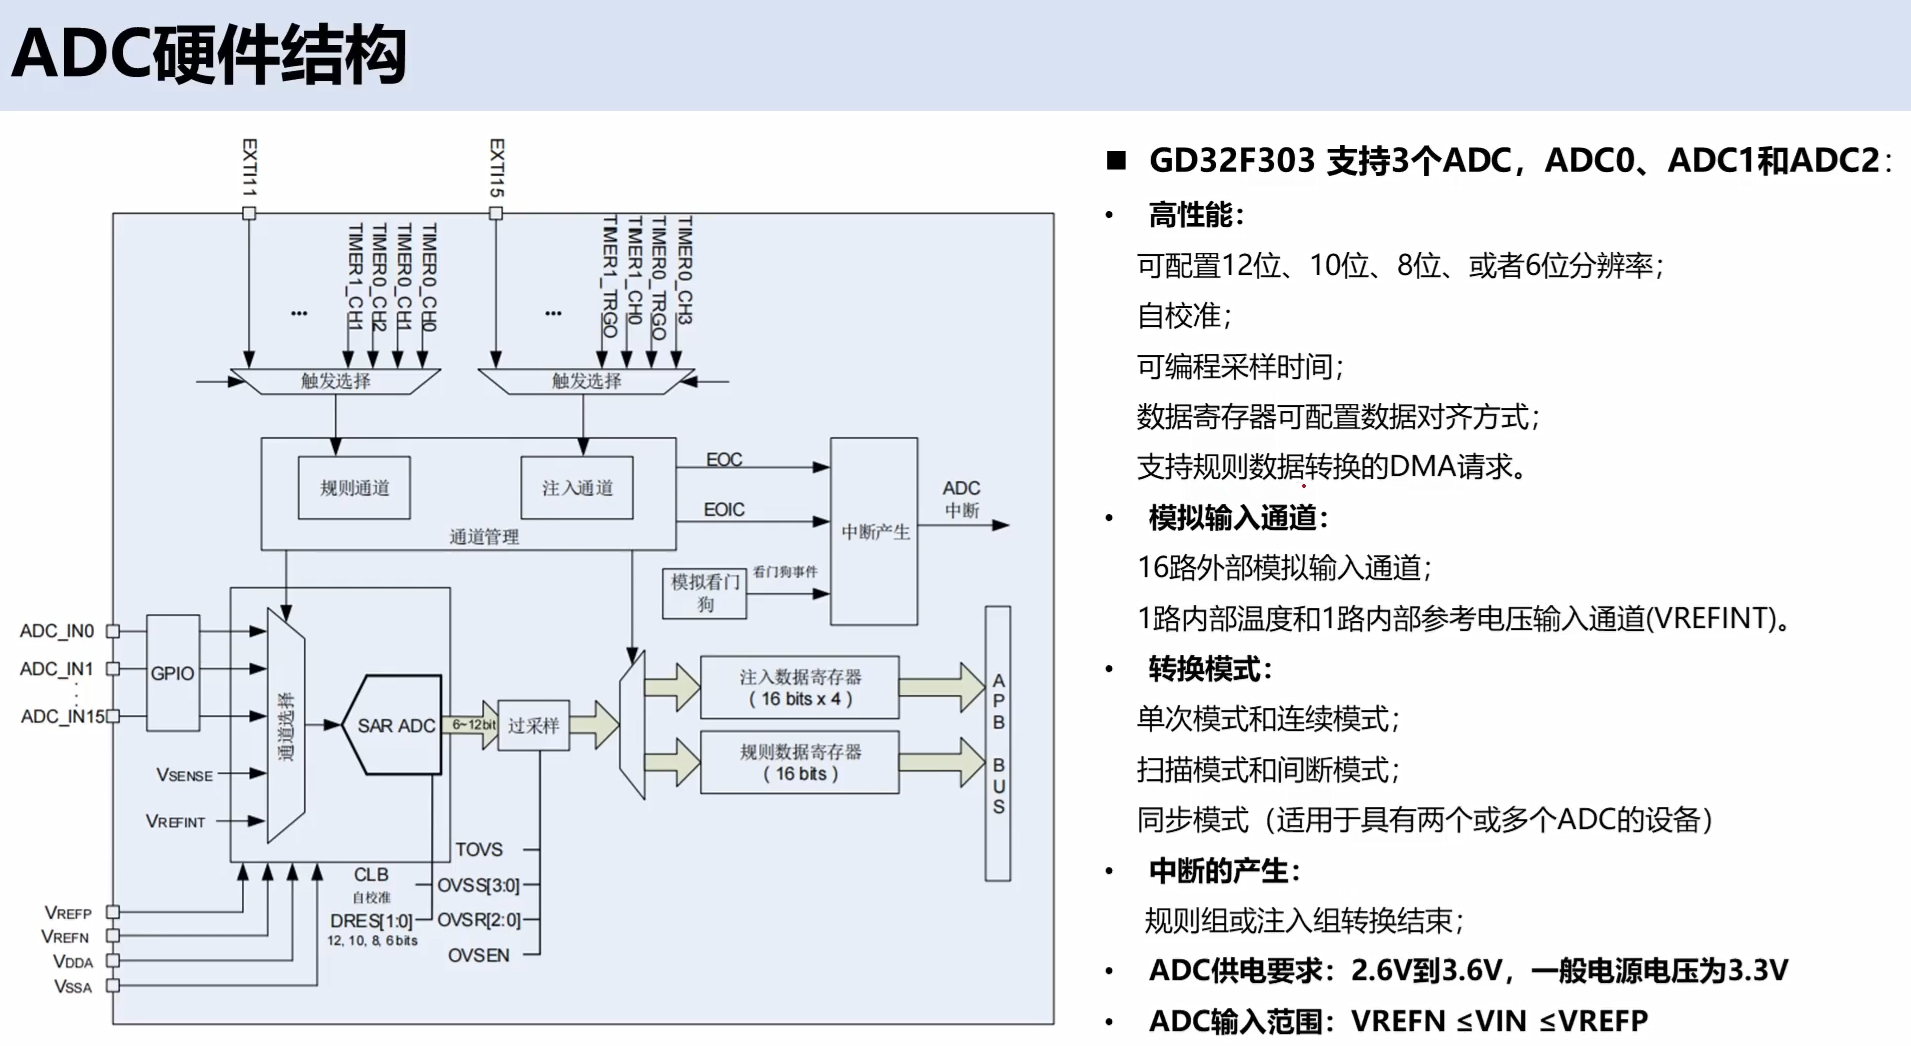 ADC硬件结构
EXTI11
EXTI15
TIMER1_CH1
TIMER0_CH2
TIMER0_CH1
TIMER0_CH0
TIMER1_TRGO
TIMER1_CH0
TIMER0_TRGO
TIMER0_CH3
...
...
触发选择
触发选择
规则通道
注入通道
通道管理
EOC
EOIC
中断产生
ADC
中断
模拟看门
狗
看门狗事件
ADC_IN0
ADC_IN1
ADC_IN15
GPIO
VSENSE
VREFINT
通道选择
SAR ADC
6~12bit
过采样
注入数据寄存器
( 16 bits x 4 )
规则数据寄存器
( 16 bits )
APB BUS
TOVS
OVSS[3:0]
OVSR[2:0]
OVSEN
CLB
自校准
DRES[1:0]
12, 10, 8, 6 bits
VREFP
VREFN
VDDA
VSSA
■ GD32F303 支持3个ADC，ADC0、ADC1和ADC2：
• 高性能：
可配置12位、10位、8位、或者6位分辨率；
自校准；
可编程采样时间；
数据寄存器可配置数据对齐方式；
支持规则数据转换的DMA请求。
• 模拟输入通道：
16路外部模拟输入通道；
1路内部温度和1路内部参考电压输入通道(VREFINT)。
• 转换模式：
单次模式和连续模式；
扫描模式和间断模式；
同步模式（适用于具有两个或多个ADC的设备）
• 中断的产生：
规则组或注入组转换结束；
• ADC供电要求：2.6V到3.6V，一般电源电压为3.3V
• ADC输入范围：VREFN ≤VIN ≤VREFP